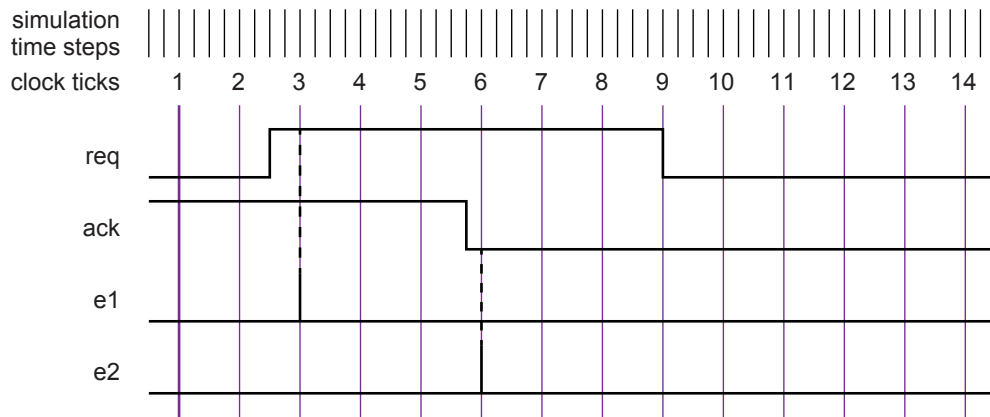 simulation
time steps
clock ticks 1 2 3 4 5 6 7 8 9 10 11 12 13 14
req
ack
e1
e2